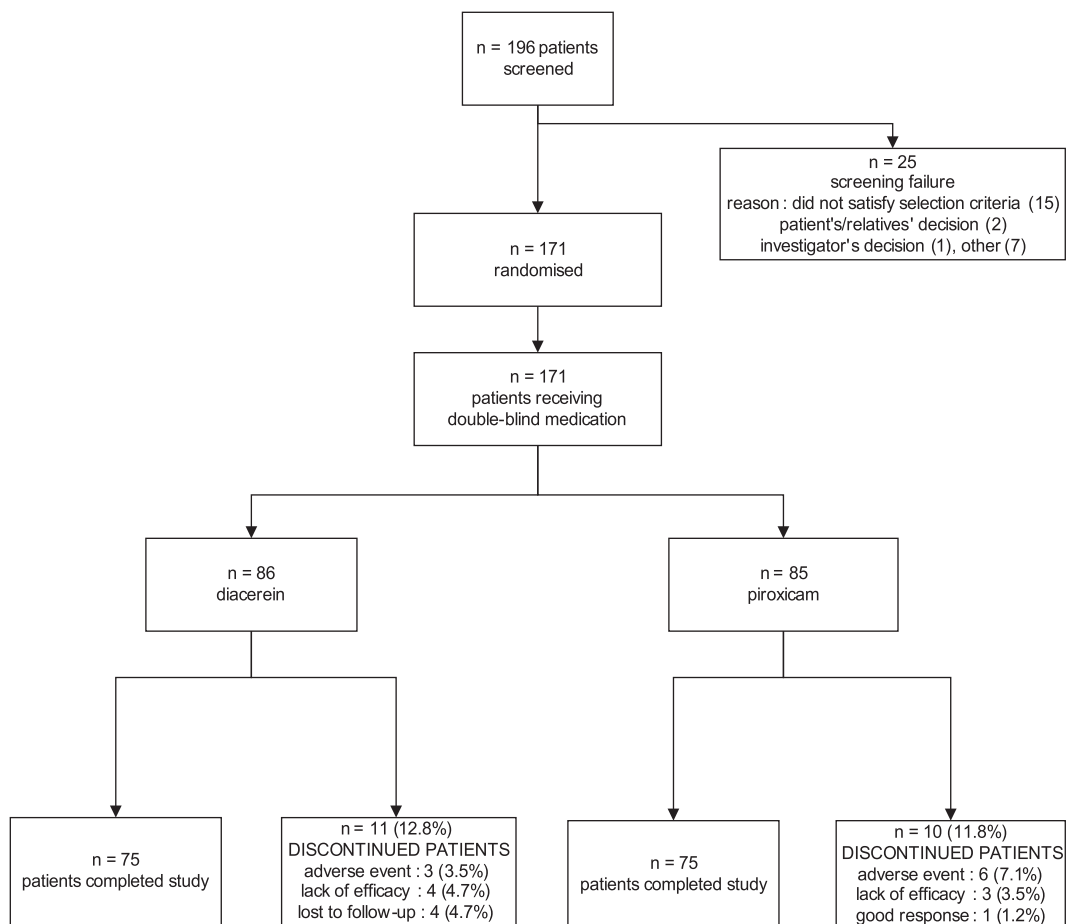 n = 196 patients
screened
n = 25
screening failure
reason : did not satisfy selection criteria (15)
patient's/relatives' decision (2)
investigator's decision (1), other (7)
n = 171
randomised
n = 171
patients receiving
double-blind medication
n = 86
diacerein
n = 85
piroxicam
n = 75
patients completed study
n = 11 (12.8%)
DISCONTINUED PATIENTS
adverse event : 3 (3.5%)
lack of efficacy : 4 (4.7%)
lost to follow-up : 4 (4.7%)
n = 75
patients completed study
n = 10 (11.8%)
DISCONTINUED PATIENTS
adverse event : 6 (7.1%)
lack of efficacy : 3 (3.5%)
good response : 1 (1.2%)